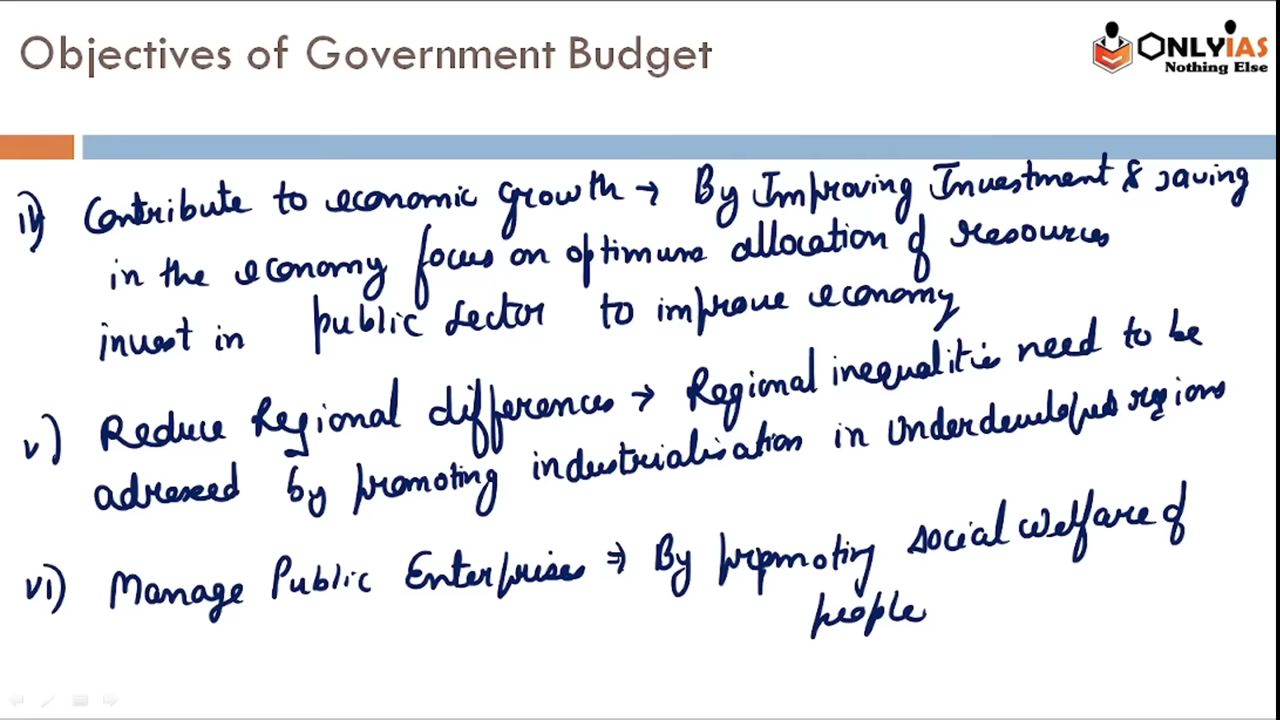 Objectives of Government Budget
ONLYIAS
Nothing Else
iv) Contribute to economic growth → By Improving Investment & saving
in the economy focus on optimum allocation of resources
invest in public sector to improve economy
v) Reduce Regional differences → Regional inequalities need to be
adressed by promoting industrialisation in underdeveloped regions
vi) Manage Public Enterprises ⇒ By promoting social welfare of
people